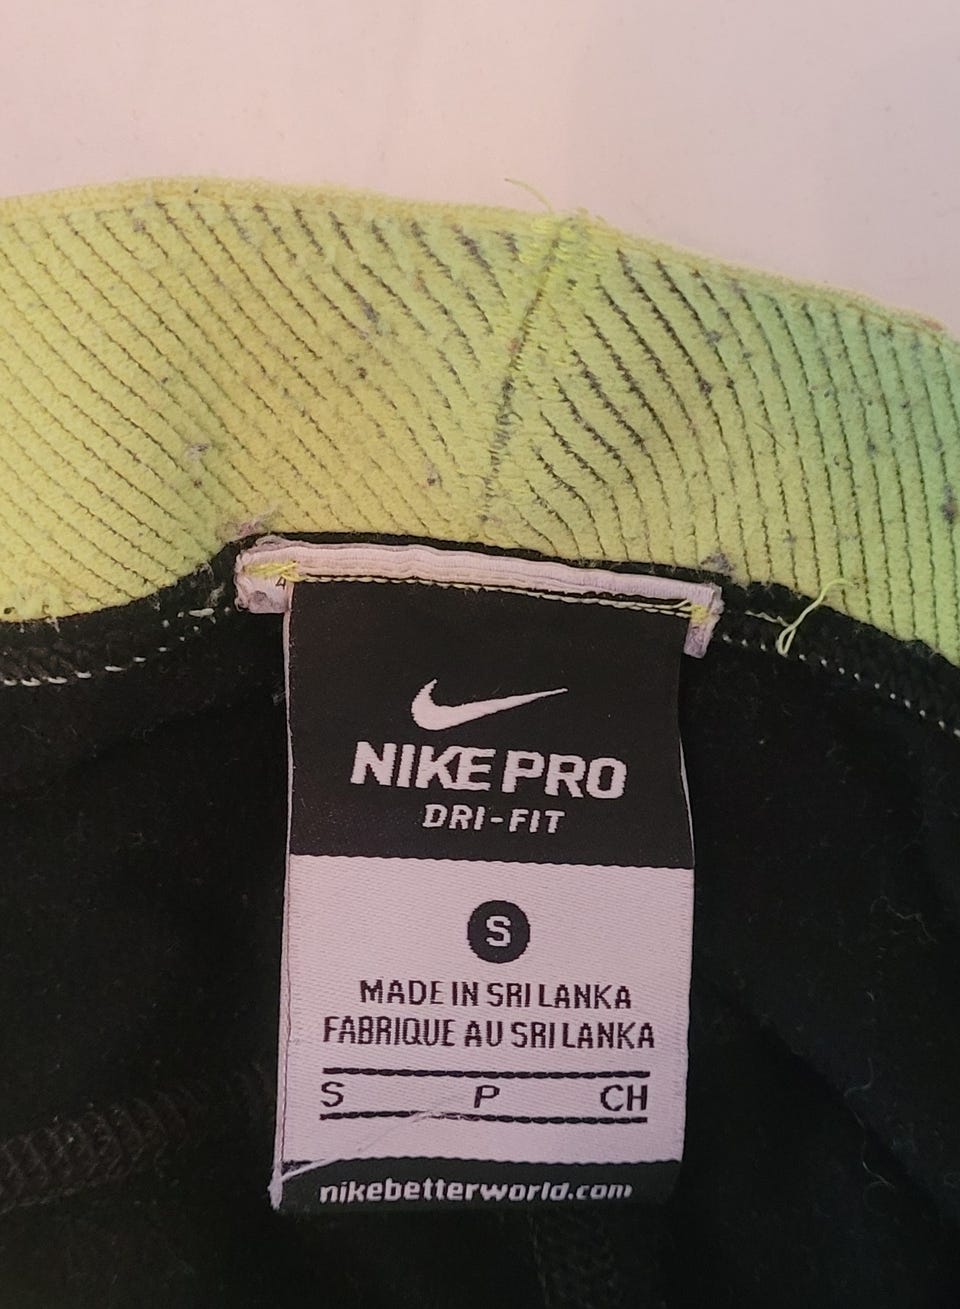 NIKE PRO
DRI-FIT
S
MADE IN SRI LANKA
FABRIQUE AU SRI LANKA
S P CH
nikebetterworld.com